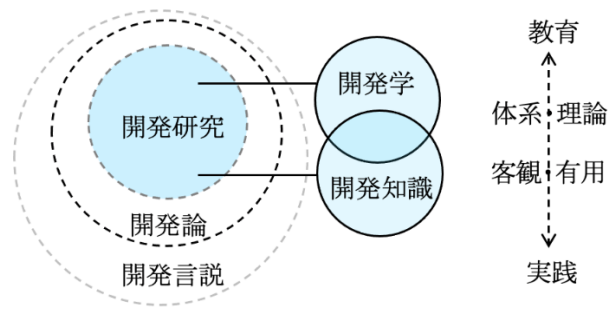 開発研究
開発論
開発言説
開発学
開発知識
教育
体系・理論
客観・有用
実践